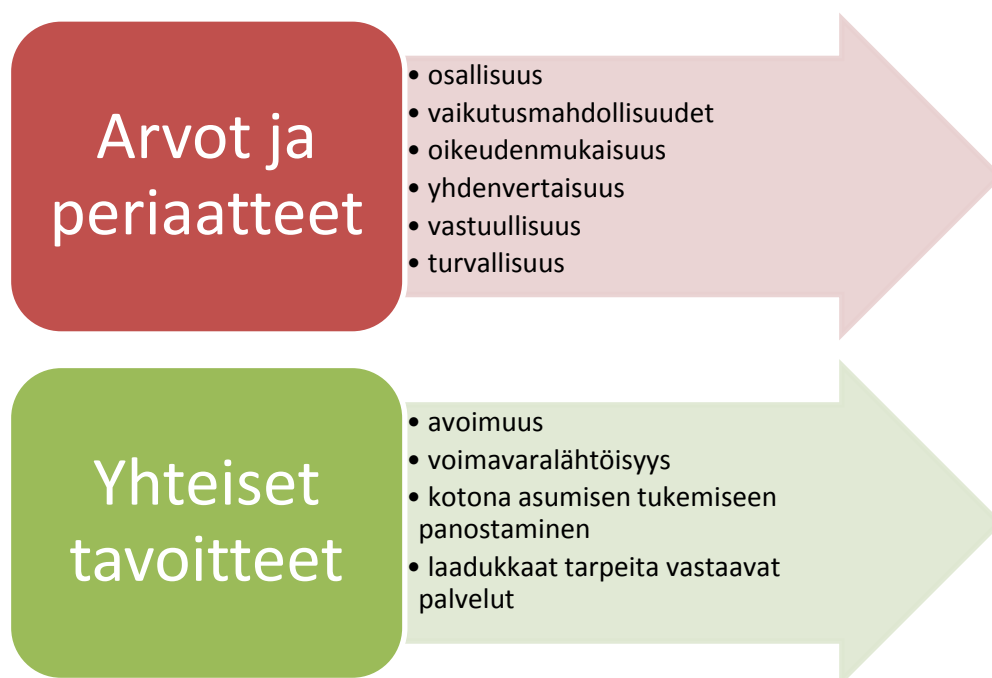 Arvot ja
periaatteet
• osallisuus
• vaikutusmahdollisuudet
• oikeudenmukaisuus
• yhdenvertaisuus
• vastuullisuus
• turvallisuus
Yhteiset
tavoitteet
• avoimuus
• voimavaralähtöisyys
• kotona asumisen tukemiseen
panostaminen
• laadukkaat tarpeita vastaavat
palvelut